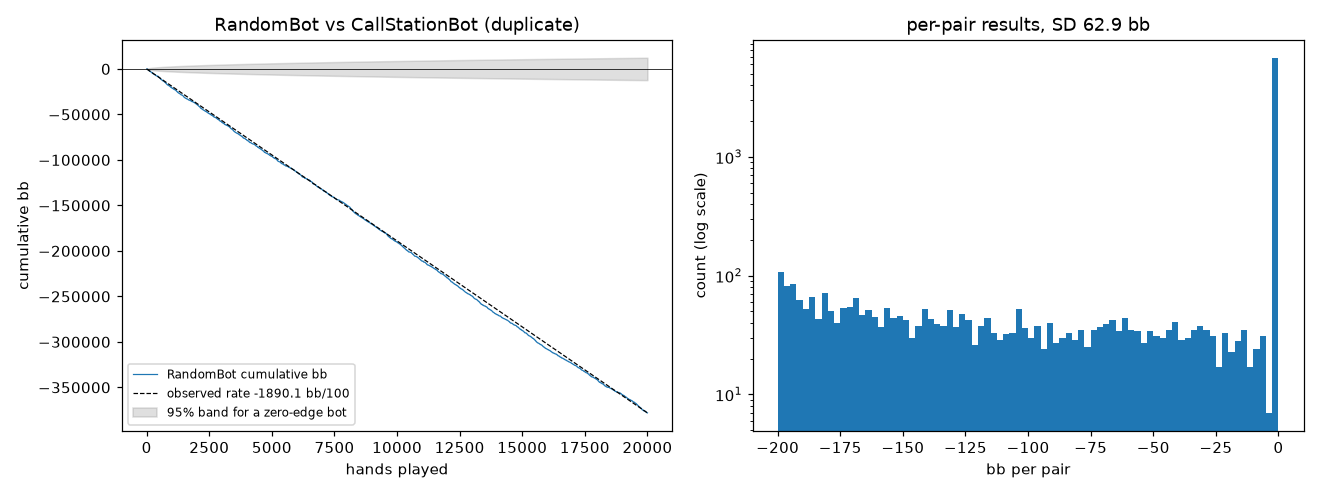 RandomBot vs CallStationBot (duplicate)
cumulative bb
0
−50000
−100000
−150000
−200000
−250000
−300000
−350000
RandomBot cumulative bb
observed rate -1890.1 bb/100
95% band for a zero-edge bot
0 2500 5000 7500 10000 12500 15000 17500 20000
hands played
per-pair results, SD 62.9 bb
count (log scale)
10³
10²
10¹
−200 −175 −150 −125 −100 −75 −50 −25 0
bb per pair